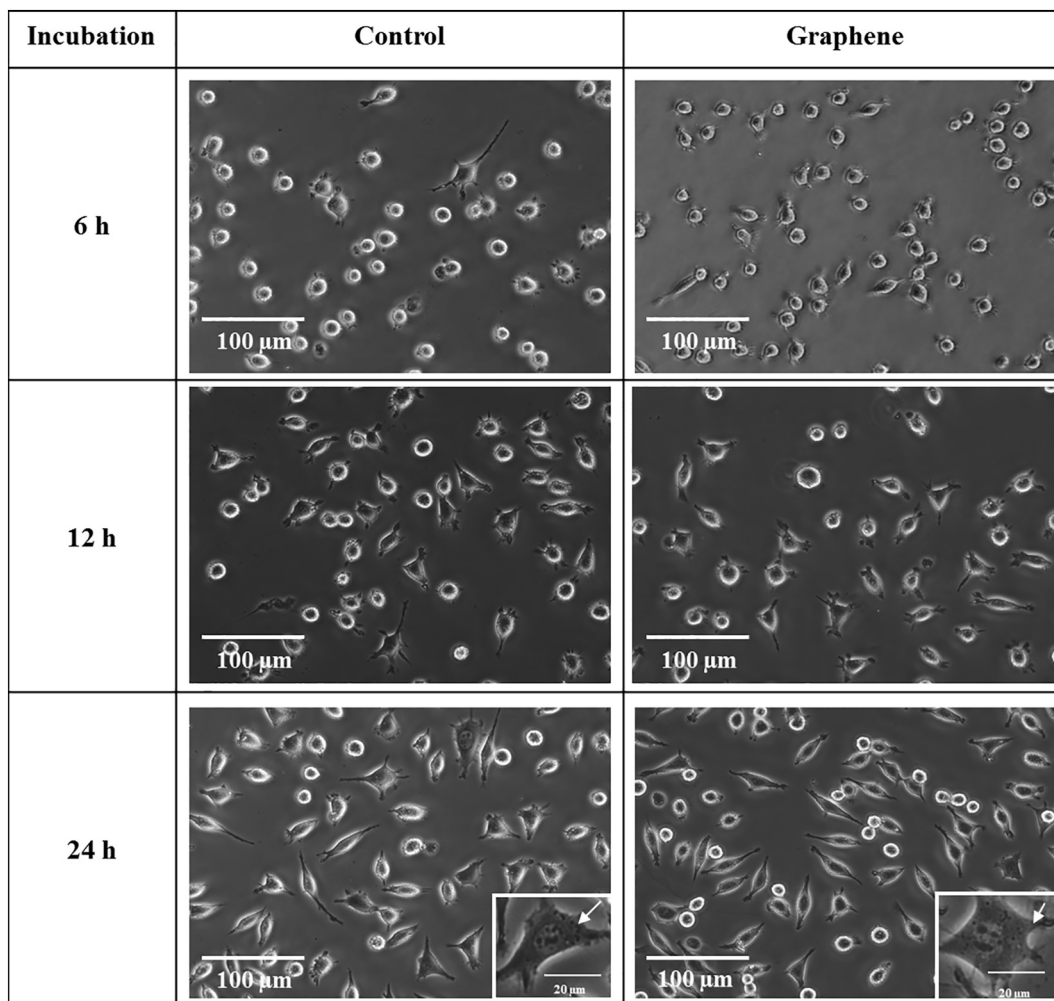 Incubation Control Graphene
6 h
100 µm 100 µm
12 h
100 µm 100 µm
24 h
100 µm 20 µm 100 µm 20 µm